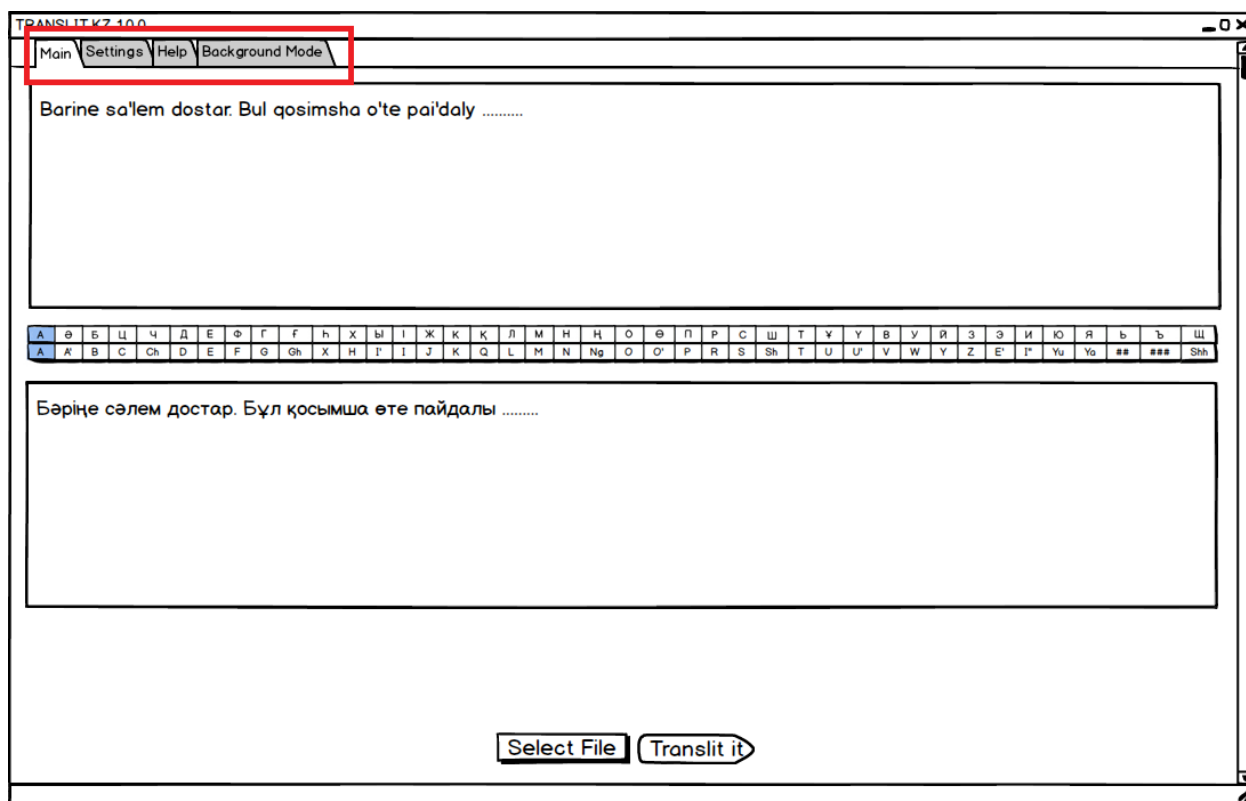 TRANSLIT.KZ 1.0.0
Main Settings Help Background Mode
Barine sa'lem dostar. Bul qosimsha o'te pai'daly ..........
А Ә Б Ц Ч Д Е Ф Г Ғ Һ Х Ы І Ж К Қ Л М Н Ң О Ө П Р С Ш Т Ұ Ү В У Й З Э И Ю Я Ь Ъ Щ
A A' B C Ch D E F G Gh X H I' I J K Q L M N Ng O O' P R S Sh T U U' V W Y Z E' I" Yu Ya ## ### Shh
Бәріңе сәлем достар. Бұл қосымша өте пайдалы .........
Select File Translit it